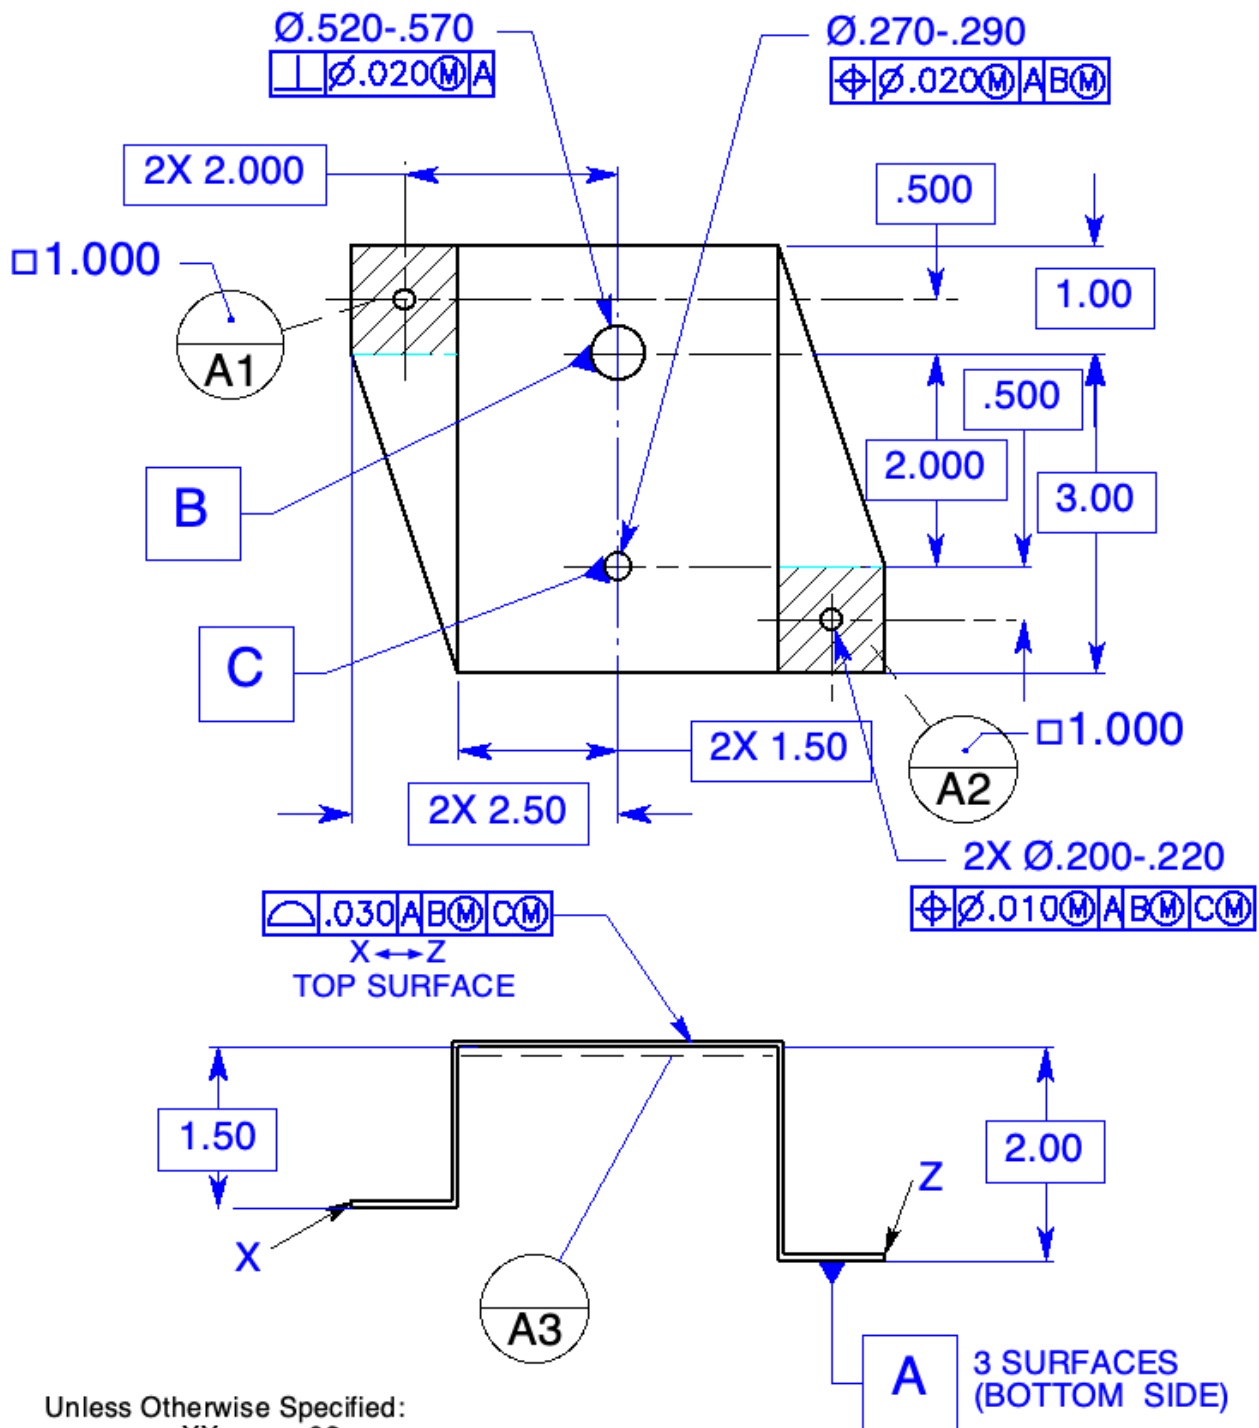 Ø.520-.570
⊥ Ø.020Ⓜ A
Ø.270-.290
⌖ Ø.020Ⓜ A BⓂ
2X 2.000
.500
□1.000
1.00
A1
.500
2.000
3.00
B
C
2X 1.50
□1.000
A2
2X 2.50
2X Ø.200-.220
⌖ Ø.010Ⓜ A BⓂ CⓂ
⌓ .030 A BⓂ CⓂ
X↔Z
TOP SURFACE
1.50
2.00
Z
X
A3
A
3 SURFACES
(BOTTOM SIDE)
Unless Otherwise Specified: